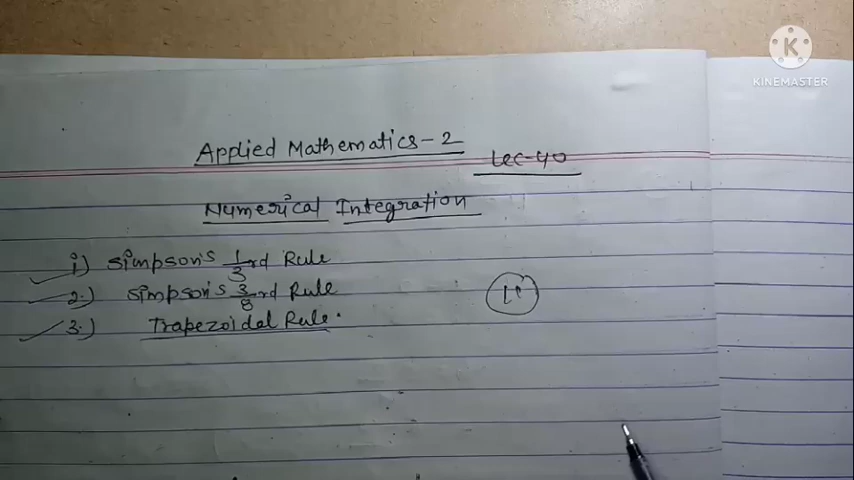 KINEMASTER
Applied Mathematics-2
Lec-40
Numerical Integration
i) Simpson's 1/3rd Rule
2.) Simpson's 3/8rd Rule
3.) Trapezoidal Rule.